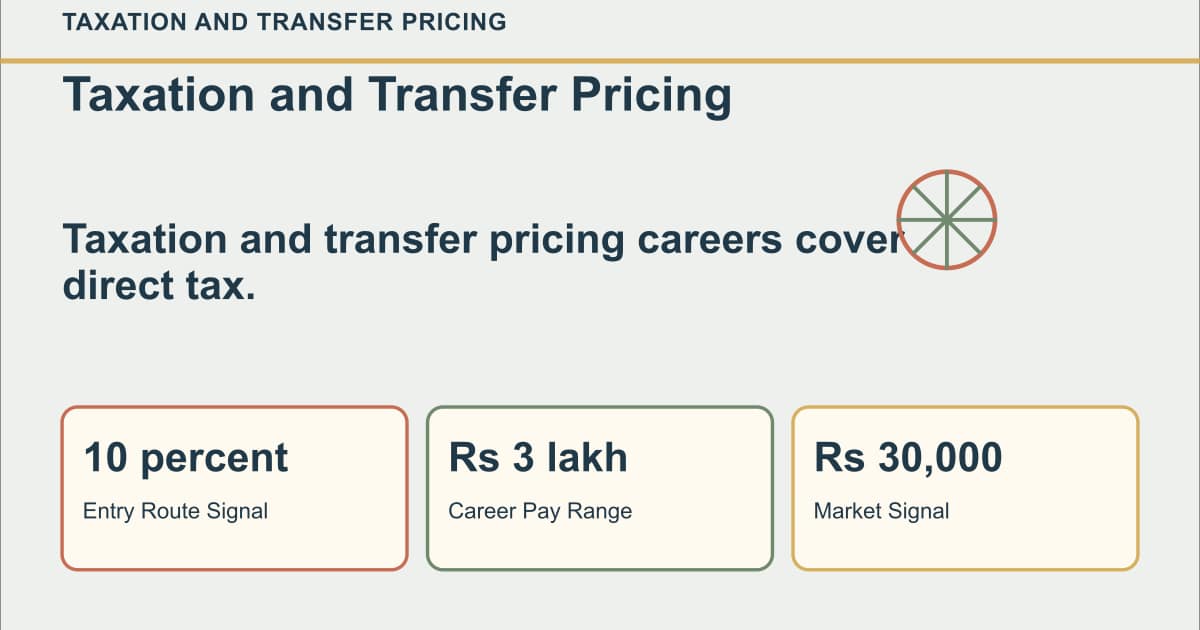 TAXATION AND TRANSFER PRICING
Taxation and Transfer Pricing
Taxation and transfer pricing careers cover
direct tax.
10 percent
Entry Route Signal
Rs 3 lakh
Career Pay Range
Rs 30,000
Market Signal